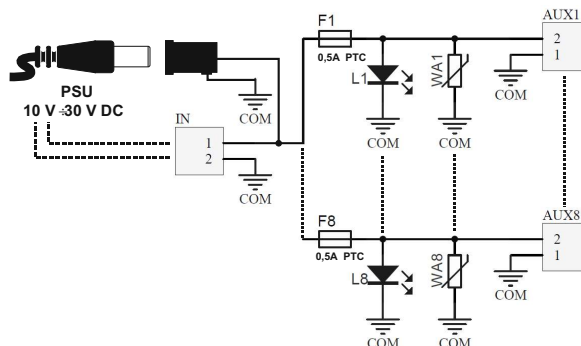 F1
AUX1
0,5A PTC
2
1
L1
WA1
COM
COM
COM
COM
PSU
10 V ÷30 V DC
IN
1
2
COM
F8
AUX8
0,5A PTC
2
1
L8
WA8
COM
COM
COM